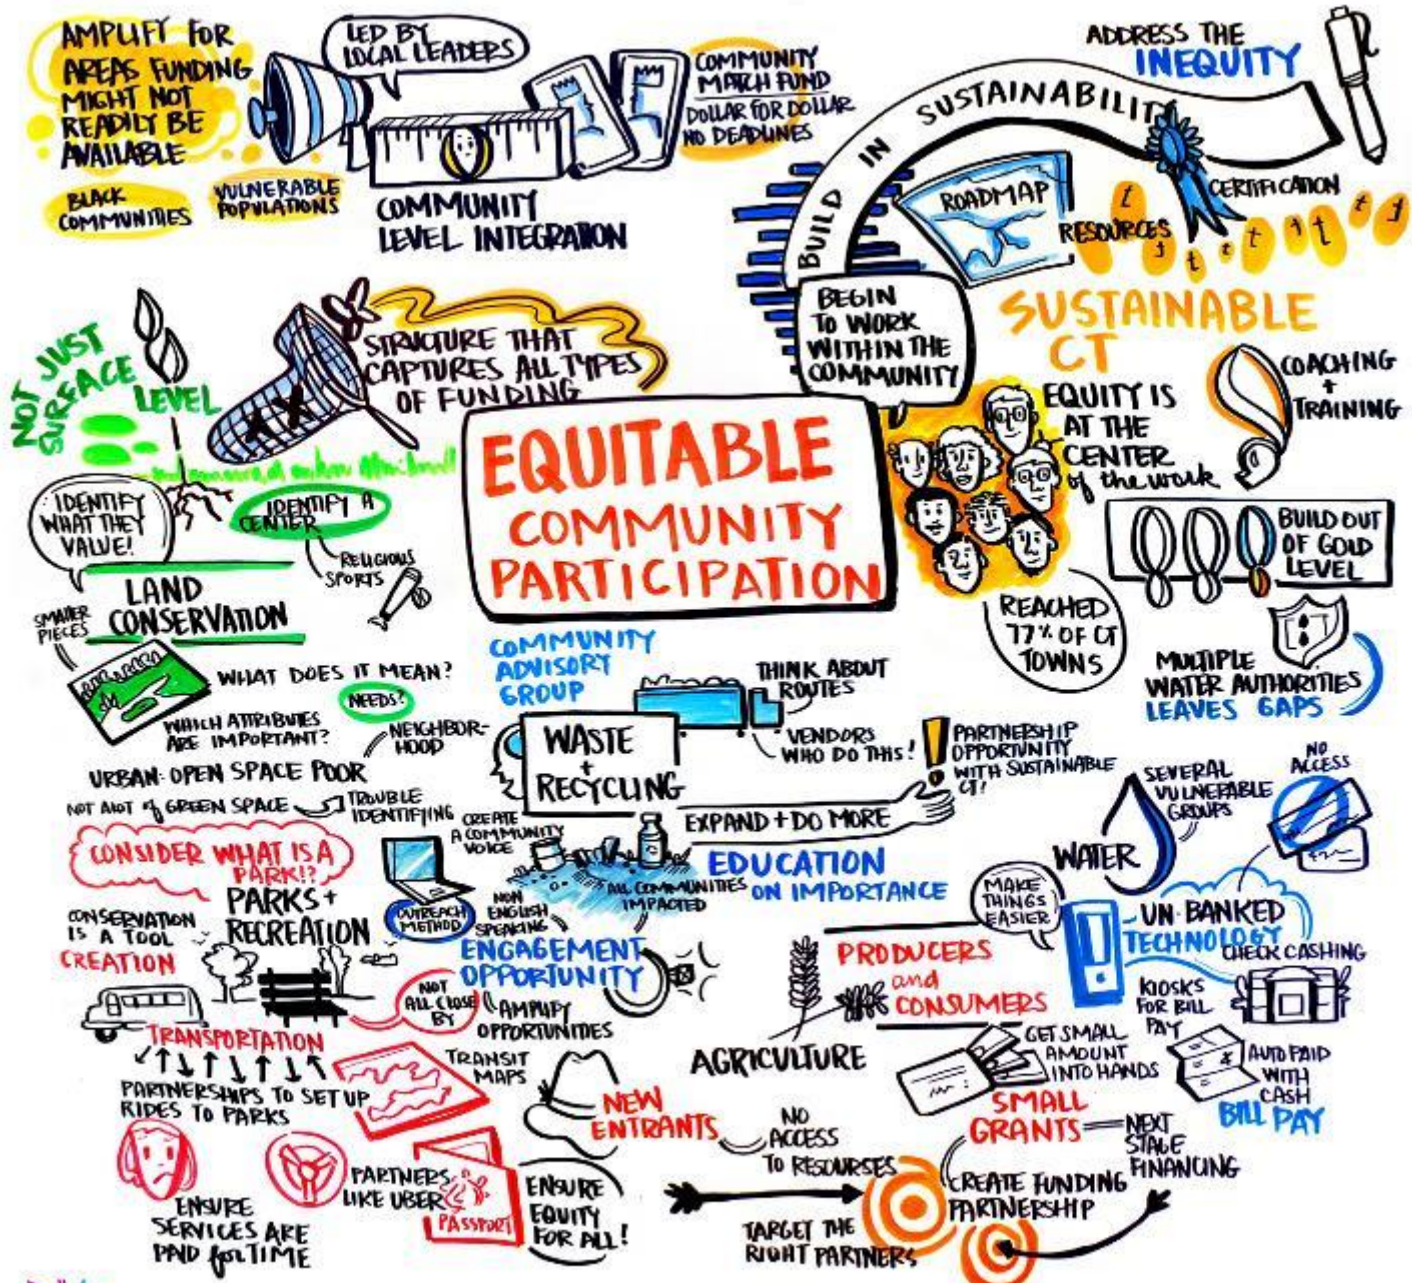 AMPLIFY FOR
AREAS FUNDING
MIGHT NOT
READILY BE
AVAILABLE
BLACK
COMMUNITIES
VULNERABLE
POPULATIONS
LED BY
LOCAL LEADERS
COMMUNITY
LEVEL INTEGRATION
COMMUNITY
MATCH FUND
DOLLAR FOR DOLLAR
NO DEADLINES
ADDRESS THE
INEQUITY
BUILD IN SUSTAINABILITY
ROADMAP
RESOURCES
CERTIFICATION
t t t t t t t t t
BEGIN
TO WORK
WITHIN THE
COMMUNITY
SUSTAINABLE
CT
EQUITY IS
AT THE
CENTER
of the work
COACHING
+
TRAINING
BUILD OUT
OF GOLD
LEVEL
REACHED
77% OF CT
TOWNS
MULTIPLE
WATER AUTHORITIES
LEAVES GAPS
NOT JUST
SURFACE
LEVEL
STRUCTURE THAT
CAPTURES ALL TYPES
OF FUNDING
EQUITABLE
COMMUNITY
PARTICIPATION
IDENTIFY
WHAT THEY
VALUE!
IDENTIFY A
CENTER
RELIGIOUS
SPORTS
LAND
CONSERVATION
SMALLER
PIECES
WHAT DOES IT MEAN?
NEEDS?
WHICH ATTRIBUTES
ARE IMPORTANT?
NEIGHBOR-
HOOD
URBAN: OPEN SPACE POOR
NOT ALOT of GREEN SPACE
TROUBLE
IDENTIFYING
COMMUNITY
ADVISORY
GROUP
WASTE
+
RECYCLING
THINK ABOUT
ROUTES
VENDORS
WHO DO THIS!
PARTNERSHIP
OPPORTUNITY
WITH SUSTAINABLE
CT!
EXPAND + DO MORE
CREATE
A COMMUNITY
VOICE
EDUCATION
ON IMPORTANCE
ALL COMMUNITIES
IMPACTED
NON
ENGLISH
SPEAKING
OUTREACH
METHOD
ENGAGEMENT
OPPORTUNITY
AMPLIFY
OPPORTUNITIES
CONSIDER WHAT IS A
PARK!?
PARKS +
RECREATION
CONSERVATION
IS A TOOL
CREATION
NOT
ALL CLOSE
BY
TRANSPORTATION
PARTNERSHIPS TO SET UP
RIDES TO PARKS
TRANSIT
MAPS
ENSURE
SERVICES ARE
PAID for TIME
PARTNERS
LIKE UBER
PASSPORT
ENSURE
EQUITY
FOR ALL!
WATER
SEVERAL
VULNERABLE
GROUPS
NO
ACCESS
UN-BANKED
TECHNOLOGY
MAKE
THINGS
EASIER
CHECK CASHING
KIOSKS
FOR BILL
PAY
AUTO PAID
WITH
CASH
BILL PAY
PRODUCERS
and
CONSUMERS
AGRICULTURE
GET SMALL
AMOUNT
INTO HANDS
SMALL
GRANTS
NEXT
STAGE
FINANCING
NEW
ENTRANTS
NO
ACCESS
TO RESOURSES
CREATE FUNDING
PARTNERSHIP
TARGET THE
RIGHT PARTNERS